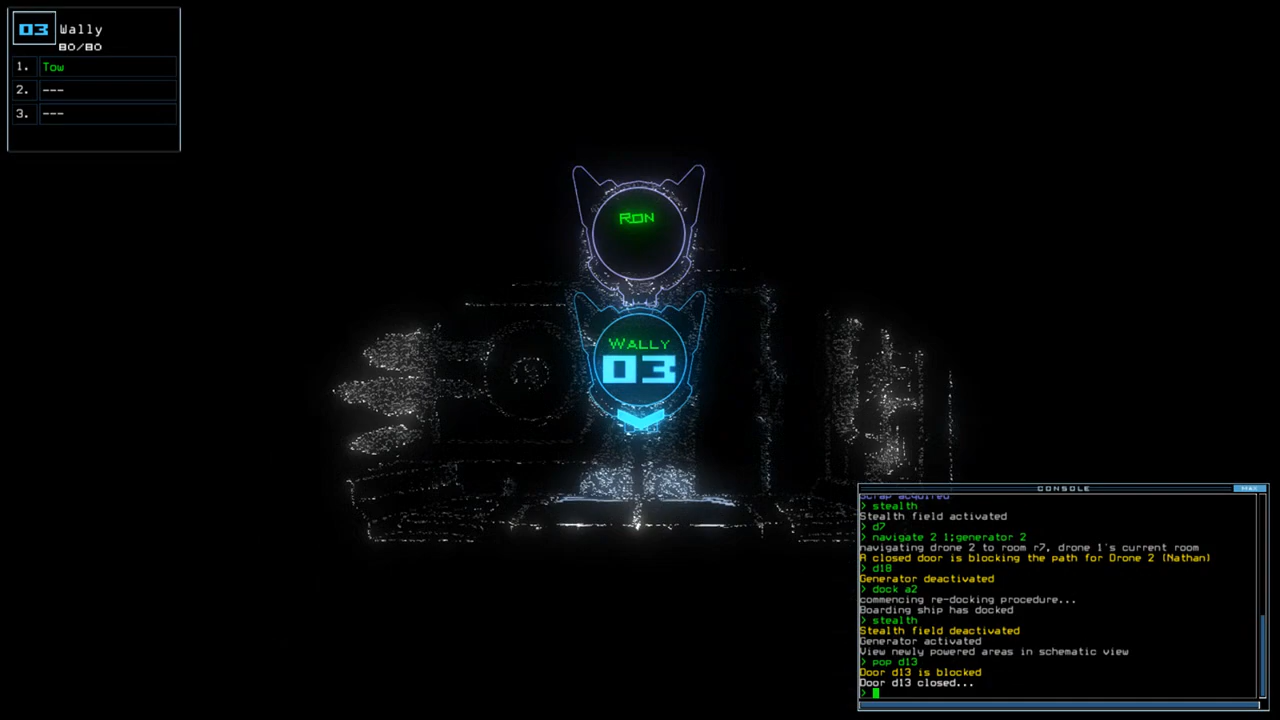 03 Wally
80/80
1. Tow
2. ---
3. ---
RON
WALLY
03
CONSOLE
MAX
Scrap acquired
> stealth
Stealth field activated
> d7
> navigate 2 1;generator 2
navigating drone 2 to room r7, drone 1's current room
A closed door is blocking the path for Drone 2 (Nathan)
> d18
Generator deactivated
> dock a2
commencing re-docking procedure...
Boarding ship has docked
> stealth
Stealth field deactivated
Generator activated
View newly powered areas in schematic view
> pop d13
Door d13 is blocked
Door d13 closed...
>